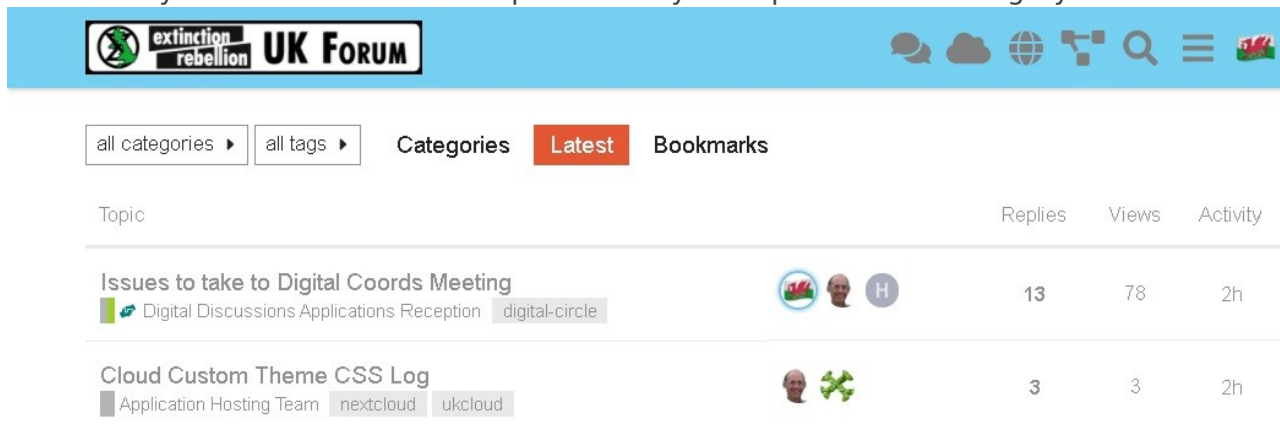 extinction
rebellion UK FORUM
all categories all tags Categories Latest Bookmarks
Topic Replies Views Activity
Issues to take to Digital Coords Meeting
Digital Discussions Applications Reception digital-circle
H 13 78 2h
Cloud Custom Theme CSS Log
Application Hosting Team nextcloud ukcloud
3 3 2h